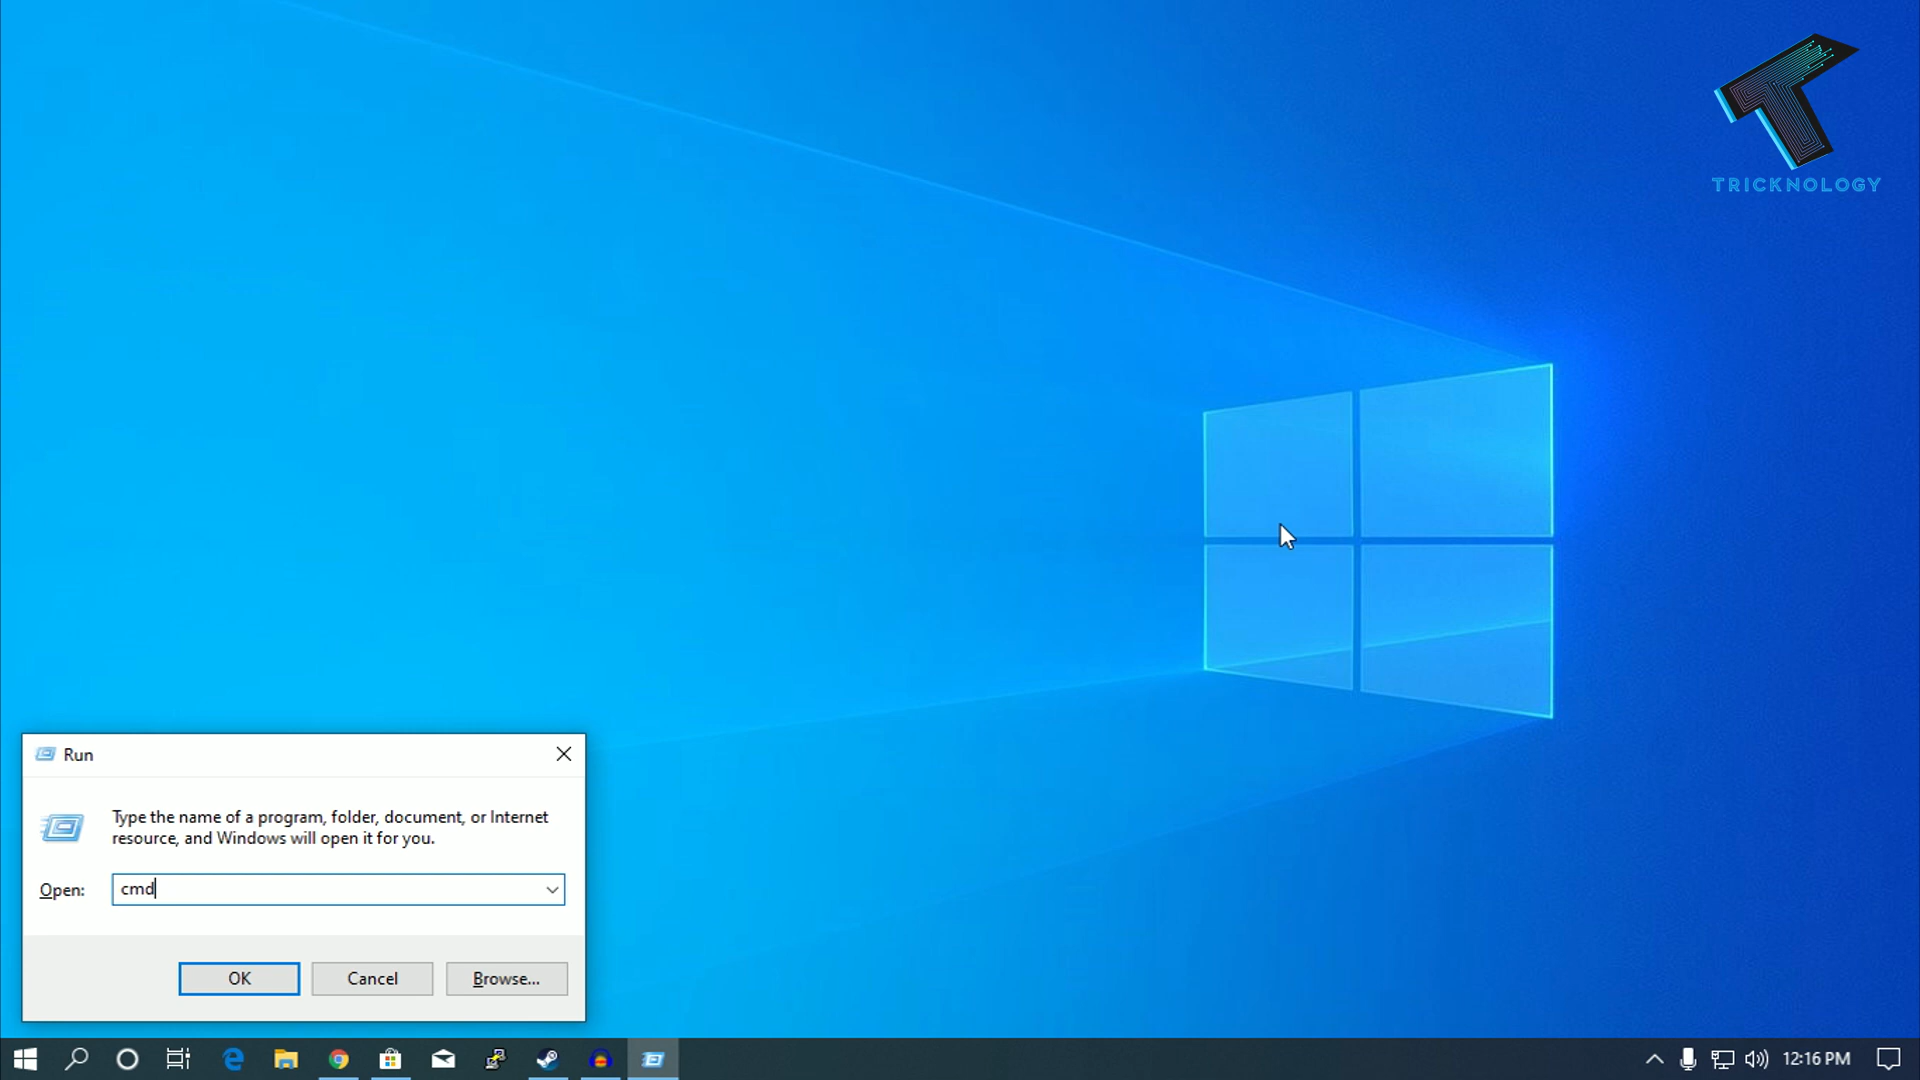 TRICKNOLOGY
Run
Type the name of a program, folder, document, or Internet
resource, and Windows will open it for you.
Open: cmd
OK Cancel Browse...
12:16 PM